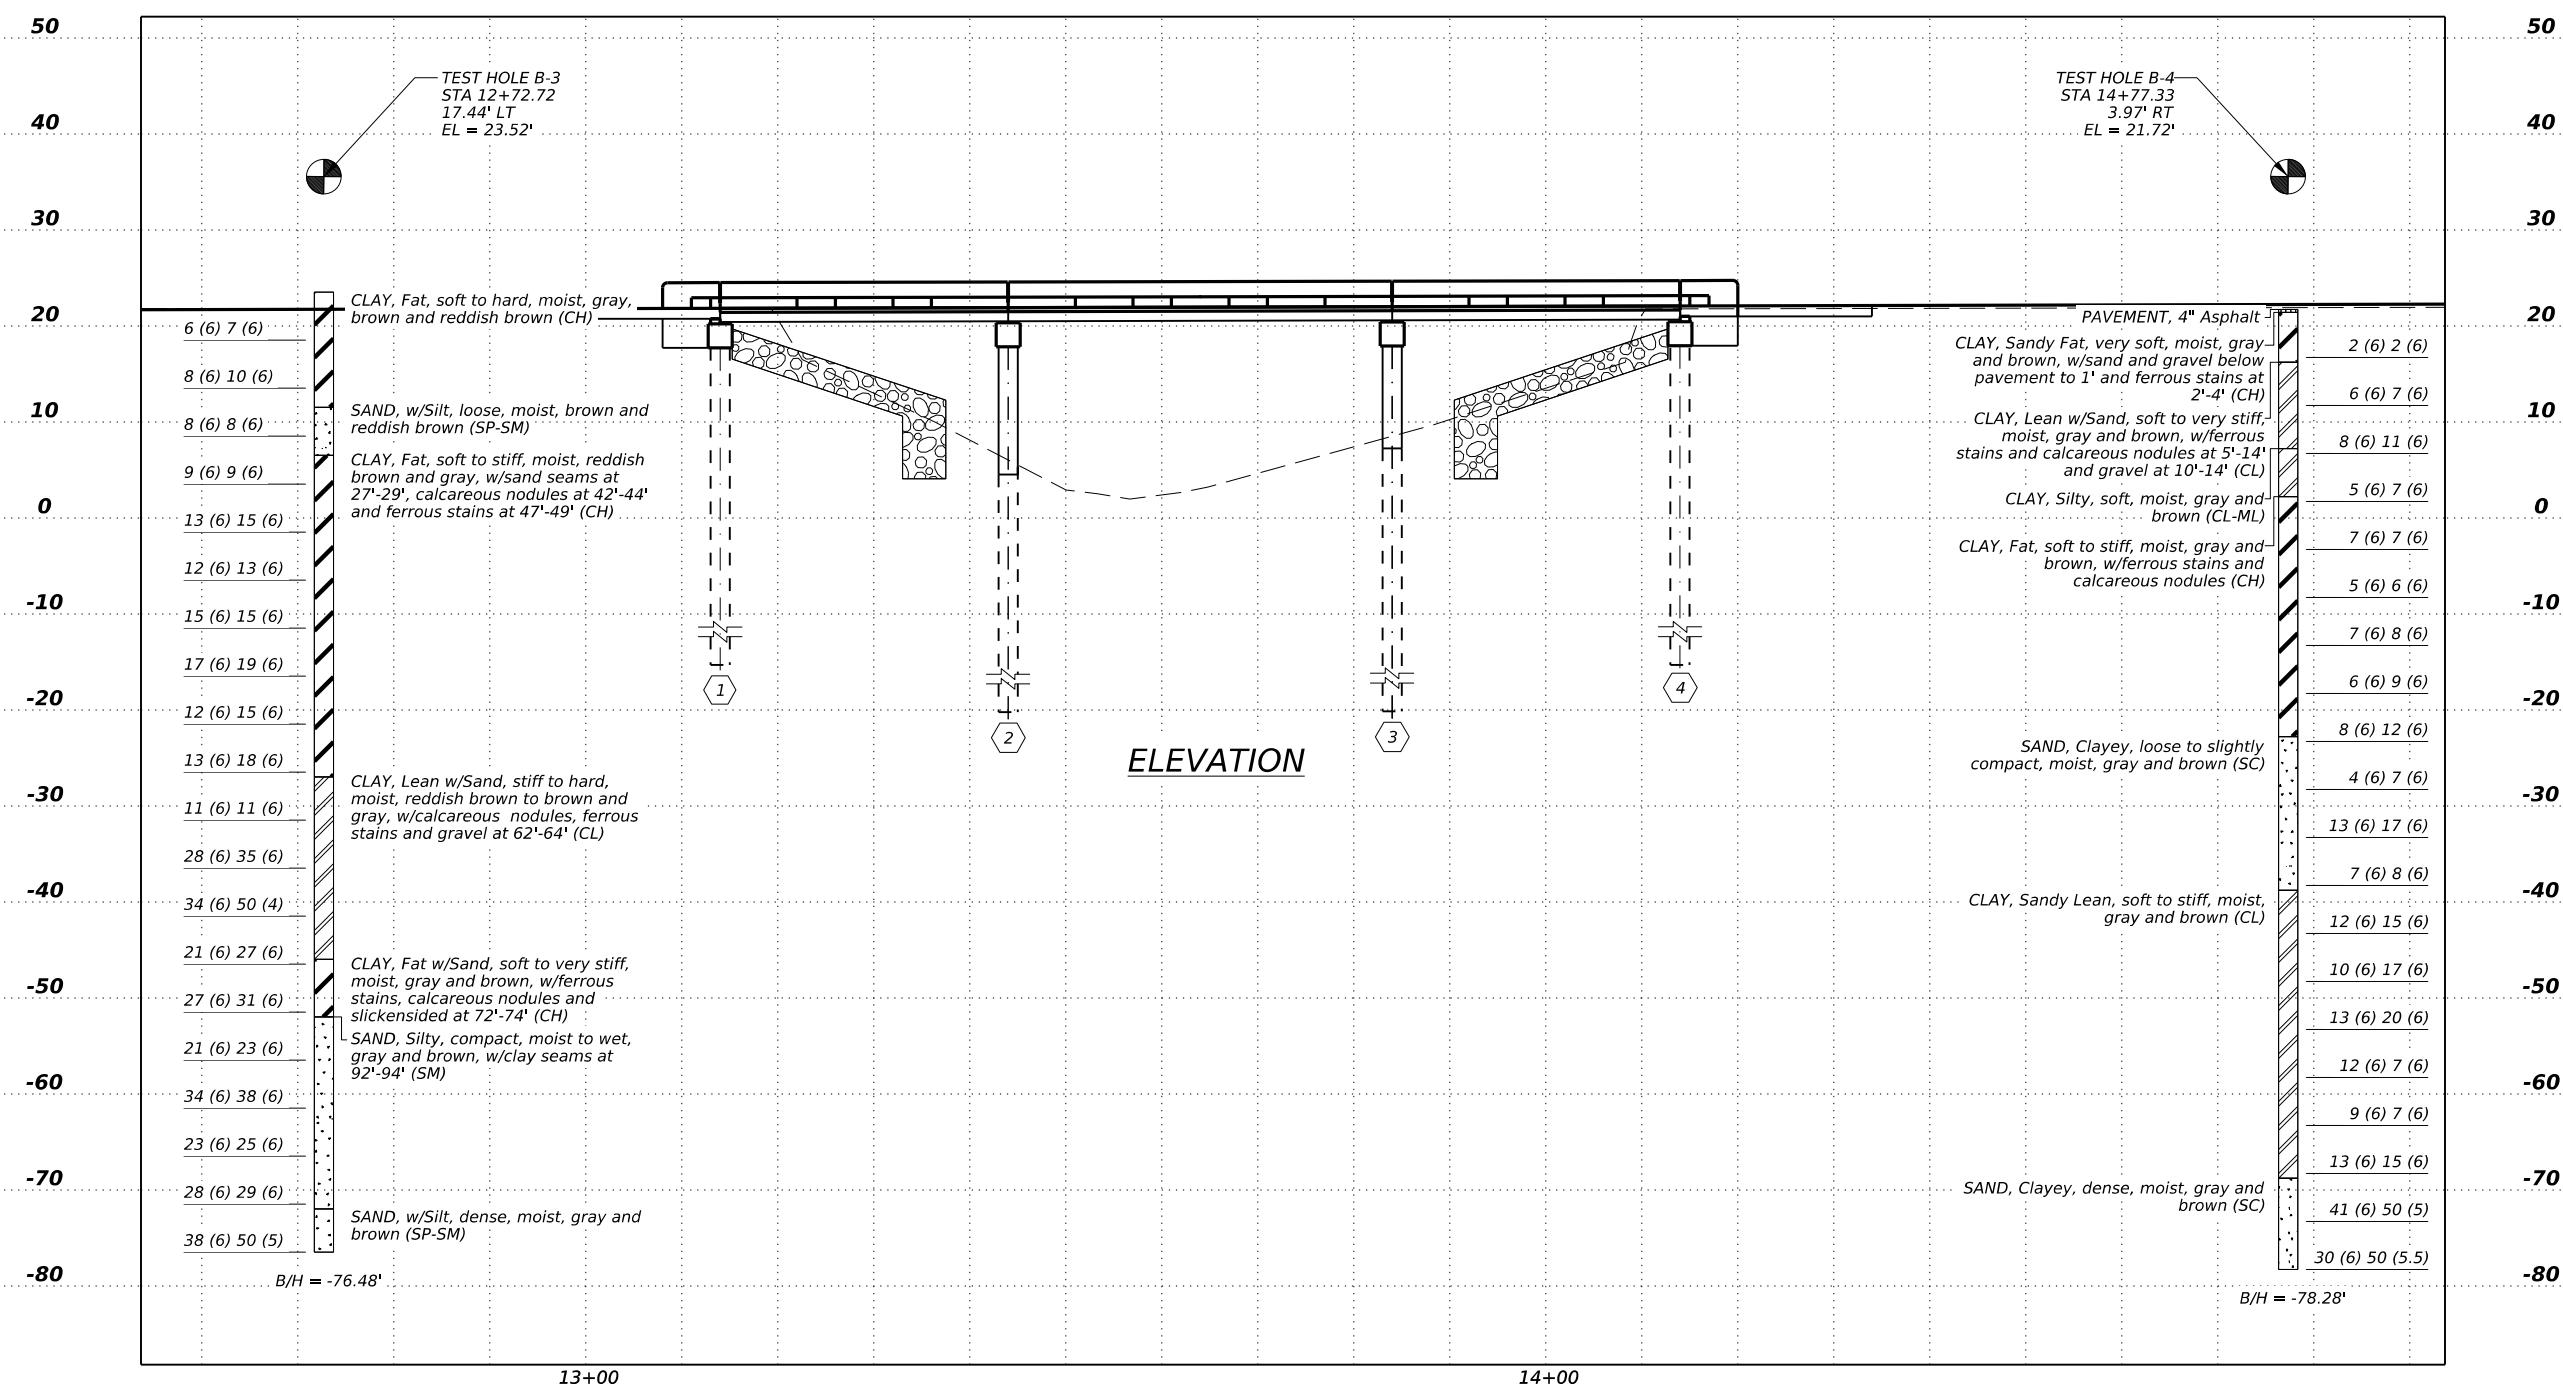 50
40
30
20
10
0
-10
-20
-30
-40
-50
-60
-70
-80
TEST HOLE B-3
STA 12+72.72
17.44' LT
EL = 23.52'
6 (6) 7 (6)
8 (6) 10 (6)
8 (6) 8 (6)
9 (6) 9 (6)
13 (6) 15 (6)
12 (6) 13 (6)
15 (6) 15 (6)
17 (6) 19 (6)
12 (6) 15 (6)
13 (6) 18 (6)
11 (6) 11 (6)
28 (6) 35 (6)
34 (6) 50 (4)
21 (6) 27 (6)
27 (6) 31 (6)
21 (6) 23 (6)
34 (6) 38 (6)
23 (6) 25 (6)
28 (6) 29 (6)
38 (6) 50 (5)
B/H = -76.48'
CLAY, Fat, soft to hard, moist, gray,
brown and reddish brown (CH)
SAND, w/Silt, loose, moist, brown and
reddish brown (SP-SM)
CLAY, Fat, soft to stiff, moist, reddish
brown and gray, w/sand seams at
27'-29', calcareous nodules at 42'-44'
and ferrous stains at 47'-49' (CH)
CLAY, Lean w/Sand, stiff to hard,
moist, reddish brown to brown and
gray, w/calcareous nodules, ferrous
stains and gravel at 62'-64' (CL)
CLAY, Fat w/Sand, soft to very stiff,
moist, gray and brown, w/ferrous
stains, calcareous nodules and
slickensided at 72'-74' (CH)
SAND, Silty, compact, moist to wet,
gray and brown, w/clay seams at
92'-94' (SM)
SAND, w/Silt, dense, moist, gray and
brown (SP-SM)
1
2
3
4
ELEVATION
13+00
14+00
TEST HOLE B-4
STA 14+77.33
3.97' RT
EL = 21.72'
PAVEMENT, 4" Asphalt
CLAY, Sandy Fat, very soft, moist, gray
and brown, w/sand and gravel below
pavement to 1' and ferrous stains at
2'-4' (CH)
CLAY, Lean w/Sand, soft to very stiff,
moist, gray and brown, w/ferrous
stains and calcareous nodules at 5'-14'
and gravel at 10'-14' (CL)
CLAY, Silty, soft, moist, gray and
brown (CL-ML)
CLAY, Fat, soft to stiff, moist, gray and
brown, w/ferrous stains and
calcareous nodules (CH)
SAND, Clayey, loose to slightly
compact, moist, gray and brown (SC)
CLAY, Sandy Lean, soft to stiff, moist,
gray and brown (CL)
SAND, Clayey, dense, moist, gray and
brown (SC)
2 (6) 2 (6)
6 (6) 7 (6)
8 (6) 11 (6)
5 (6) 7 (6)
7 (6) 7 (6)
5 (6) 6 (6)
7 (6) 8 (6)
6 (6) 9 (6)
8 (6) 12 (6)
4 (6) 7 (6)
13 (6) 17 (6)
7 (6) 8 (6)
12 (6) 15 (6)
10 (6) 17 (6)
13 (6) 20 (6)
12 (6) 7 (6)
9 (6) 7 (6)
13 (6) 15 (6)
41 (6) 50 (5)
30 (6) 50 (5.5)
B/H = -78.28'
50
40
30
20
10
0
-10
-20
-30
-40
-50
-60
-70
-80